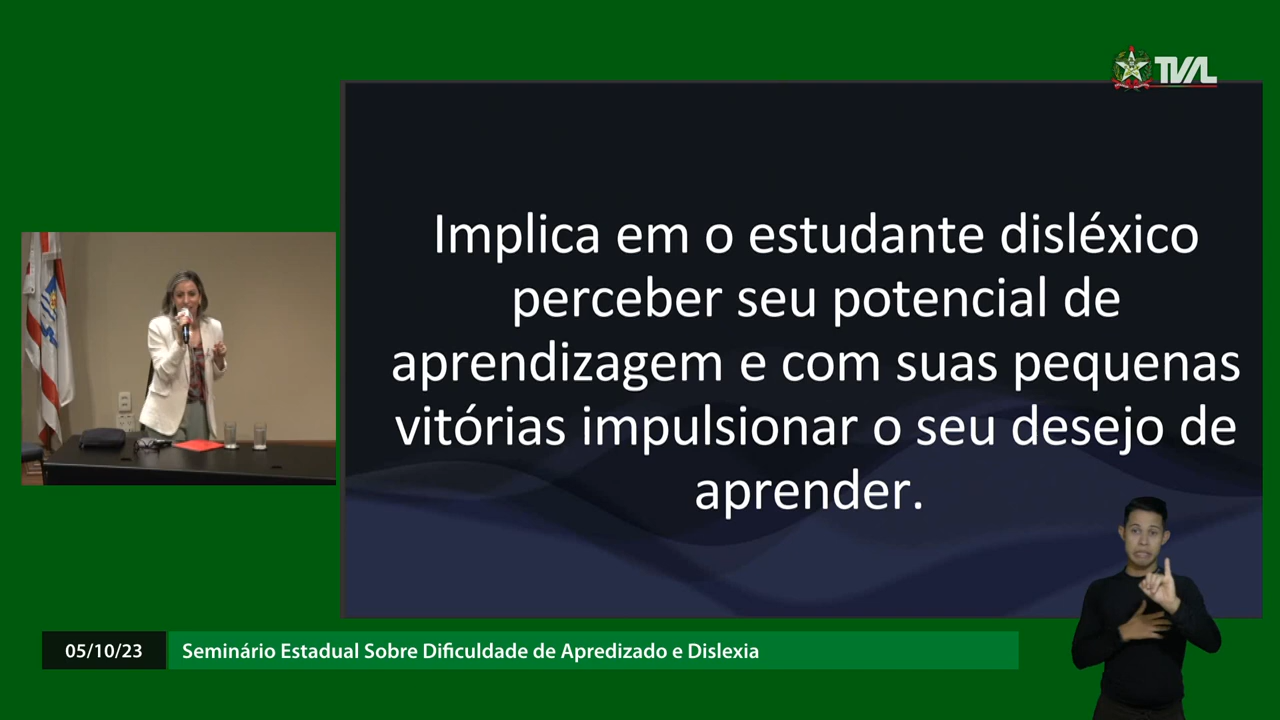 TVAL
Implica em o estudante disléxico
perceber seu potencial de
aprendizagem e com suas pequenas
vitórias impulsionar o seu desejo de
aprender.
05/10/23
Seminário Estadual Sobre Dificuldade de Apredizado e Dislexia